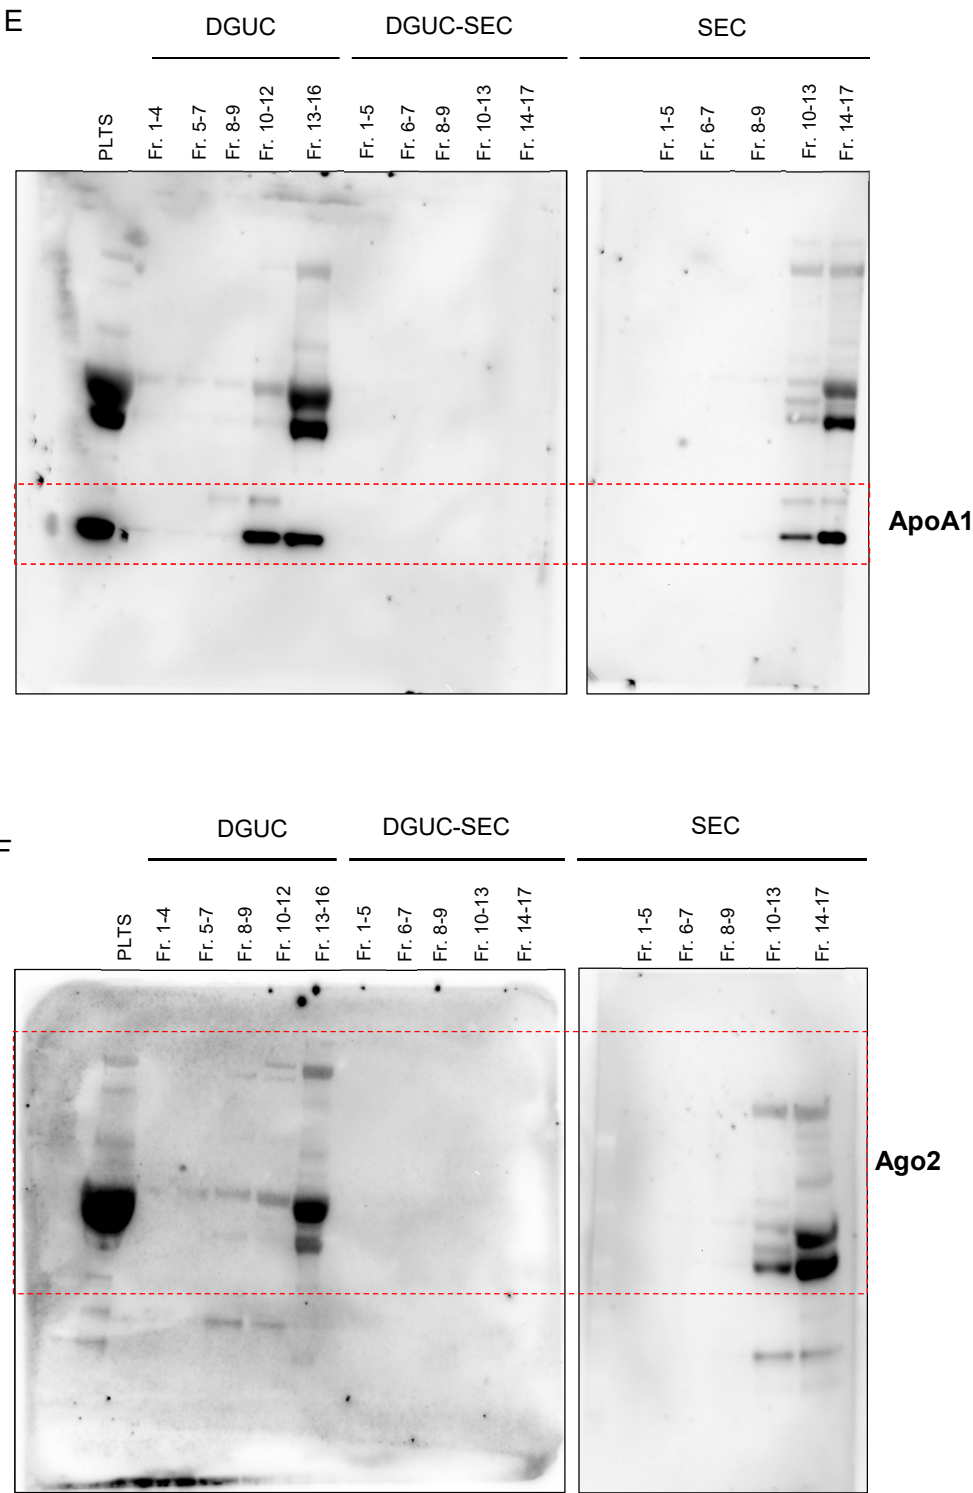 E
DGUC DGUC-SEC SEC
PLTS Fr. 1-4 Fr. 5-7 Fr. 8-9 Fr. 10-12 Fr. 13-16 Fr. 1-5 Fr. 6-7 Fr. 8-9 Fr. 10-13 Fr. 14-17 Fr. 1-5 Fr. 6-7 Fr. 8-9 Fr. 10-13 Fr. 14-17
ApoA1
F
DGUC DGUC-SEC SEC
PLTS Fr. 1-4 Fr. 5-7 Fr. 8-9 Fr. 10-12 Fr. 13-16 Fr. 1-5 Fr. 6-7 Fr. 8-9 Fr. 10-13 Fr. 14-17 Fr. 1-5 Fr. 6-7 Fr. 8-9 Fr. 10-13 Fr. 14-17
Ago2